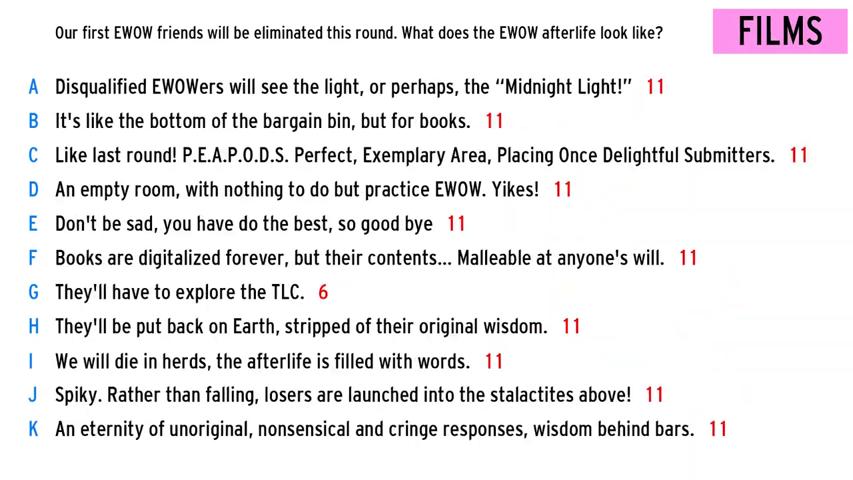 Our first EWOW friends will be eliminated this round. What does the EWOW afterlife look like?
FILMS
A Disqualified EWOWers will see the light, or perhaps, the “Midnight Light!” 11
B It's like the bottom of the bargain bin, but for books. 11
C Like last round! P.E.A.P.O.D.S. Perfect, Exemplary Area, Placing Once Delightful Submitters. 11
D An empty room, with nothing to do but practice EWOW. Yikes! 11
E Don't be sad, you have do the best, so good bye 11
F Books are digitalized forever, but their contents... Malleable at anyone's will. 11
G They'll have to explore the TLC. 6
H They'll be put back on Earth, stripped of their original wisdom. 11
I We will die in herds, the afterlife is filled with words. 11
J Spiky. Rather than falling, losers are launched into the stalactites above! 11
K An eternity of unoriginal, nonsensical and cringe responses, wisdom behind bars. 11